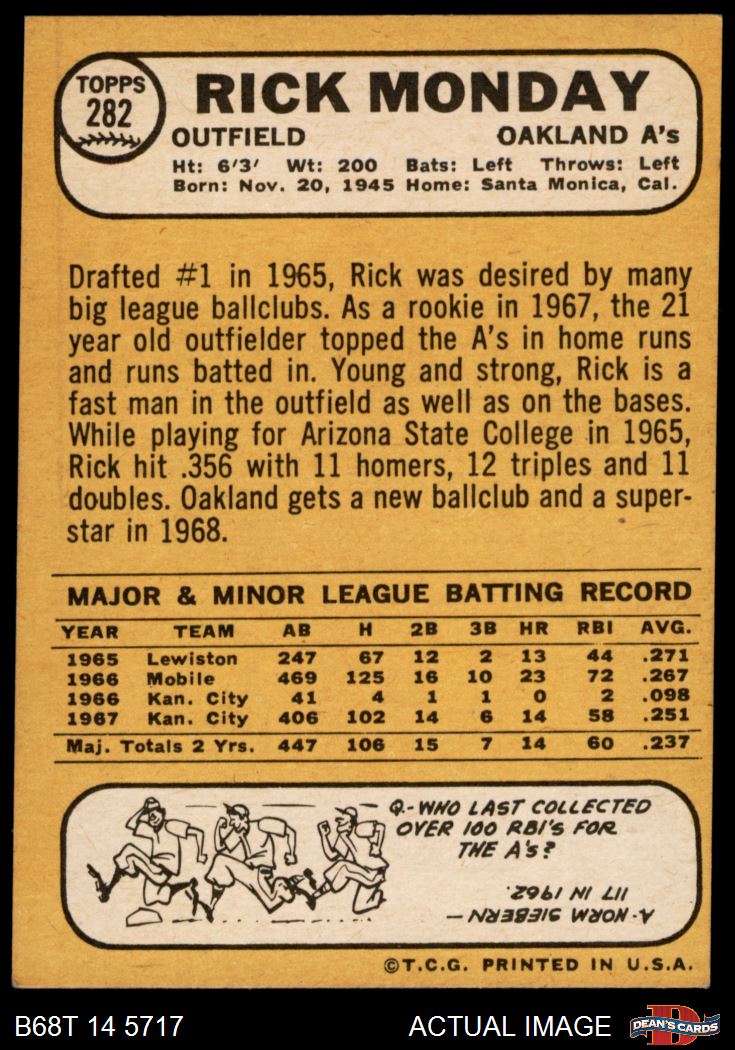 TOPPS
282
RICK MONDAY
OUTFIELD OAKLAND A's
Ht: 6'3' Wt: 200 Bats: Left Throws: Left
Born: Nov. 20, 1945 Home: Santa Monica, Cal.
Drafted #1 in 1965, Rick was desired by many
big league ballclubs. As a rookie in 1967, the 21
year old outfielder topped the A's in home runs
and runs batted in. Young and strong, Rick is a
fast man in the outfield as well as on the bases.
While playing for Arizona State College in 1965,
Rick hit .356 with 11 homers, 12 triples and 11
doubles. Oakland gets a new ballclub and a super-
star in 1968.
MAJOR & MINOR LEAGUE BATTING RECORD
YEAR TEAM AB H 2B 3B HR RBI AVG.
1965 Lewiston 247 67 12 2 13 44 .271
1966 Mobile 469 125 16 10 23 72 .267
1966 Kan. City 41 4 1 1 0 2 .098
1967 Kan. City 406 102 14 6 14 58 .251
Maj. Totals 2 Yrs. 447 106 15 7 14 60 .237
Q.- WHO LAST COLLECTED
OVER 100 RBI'S FOR
THE A's?
A- NORM SIEBERN —
117 IN 1962.
©T.C.G. PRINTED IN U.S.A.
B68T 14 5717 ACTUAL IMAGE
D
DEAN'S CARDS